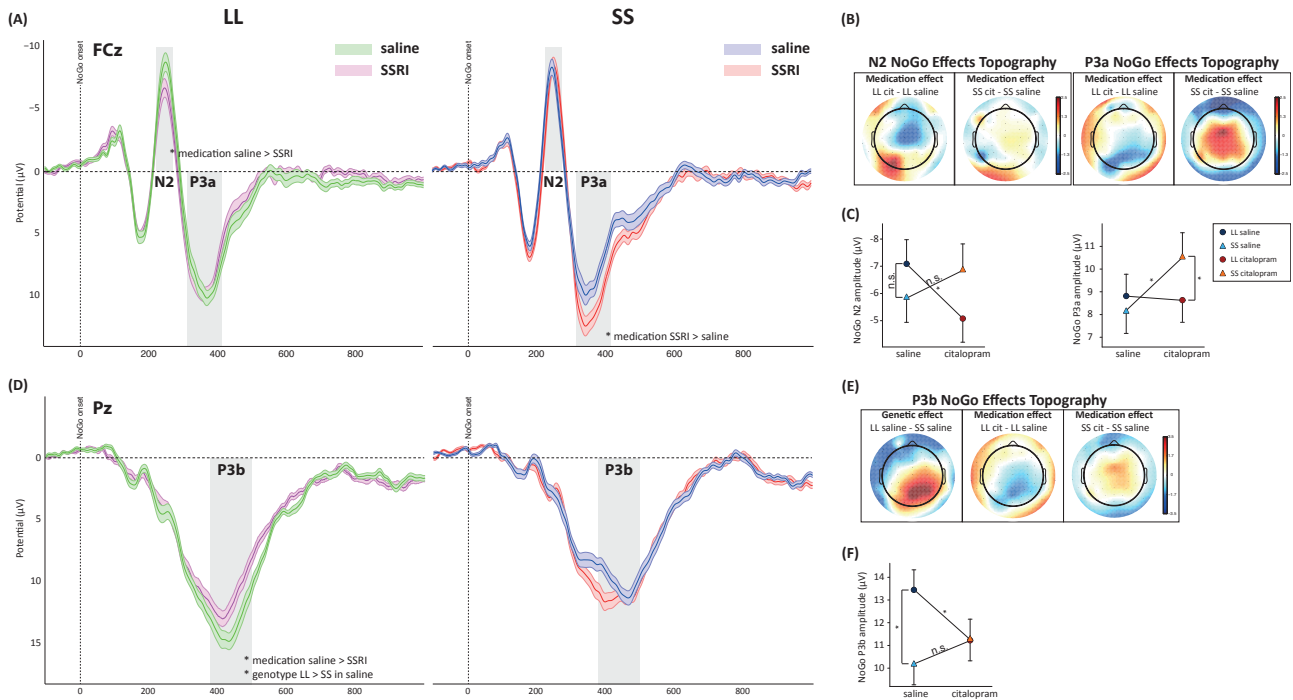 (A)
LL
SS
FCz
NoGo onset
saline
SSRI
-10
-5
0
5
10
Potential (µV)
N2
P3a
* medication saline > SSRI
0
200
400
600
800
NoGo onset
saline
SSRI
N2
P3a
* medication SSRI > saline
0
200
400
600
800
(B)
N2 NoGo Effects Topography
Medication effect
LL cit - LL saline
Medication effect
SS cit - SS saline
P3a NoGo Effects Topography
Medication effect
LL cit - LL saline
Medication effect
SS cit - SS saline
(C)
NoGo N2 amplitude (µV)
-8
-7
-6
-5
n.s.
n.s.
*
saline
citalopram
NoGo P3a amplitude (µV)
11
10
9
8
7
*
*
saline
citalopram
LL saline
SS saline
LL citalopram
SS citalopram
(D)
Pz
NoGo onset
0
5
10
15
Potential (µV)
P3b
* medication saline > SSRI
* genotype LL > SS in saline
0
200
400
600
800
NoGo onset
P3b
0
200
400
600
800
(E)
P3b NoGo Effects Topography
Genetic effect
LL saline - SS saline
Medication effect
LL cit - LL saline
Medication effect
SS cit - SS saline
(F)
NoGo P3b amplitude (µV)
14
13
12
11
10
*
*
n.s.
saline
citalopram